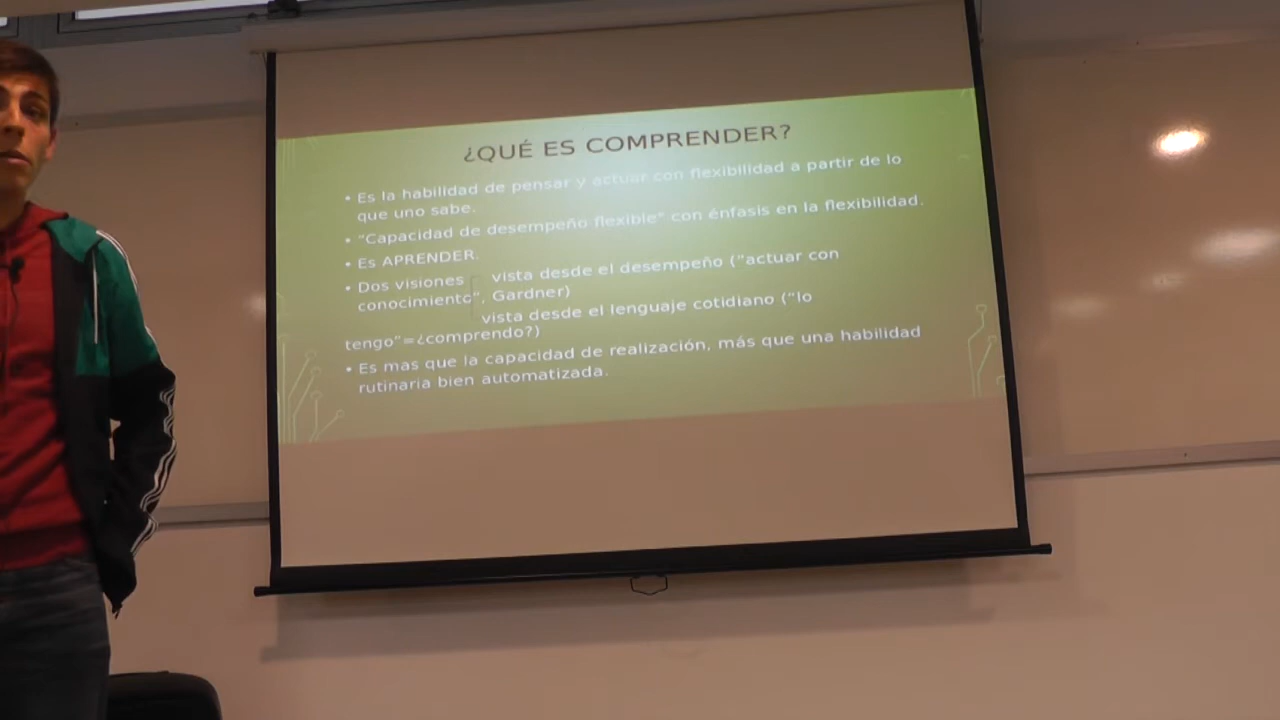 ¿QUÉ ES COMPRENDER?
• Es la habilidad de pensar y actuar con flexibilidad a partir de lo
que uno sabe.
• "Capacidad de desempeño flexible" con énfasis en la flexibilidad.
• Es APRENDER.
• Dos visiones vista desde el desempeño ("actuar con
conocimiento", Gardner)
vista desde el lenguaje cotidiano ("lo
tengo"=¿comprendo?)
• Es mas que la capacidad de realización, más que una habilidad
rutinaria bien automatizada.